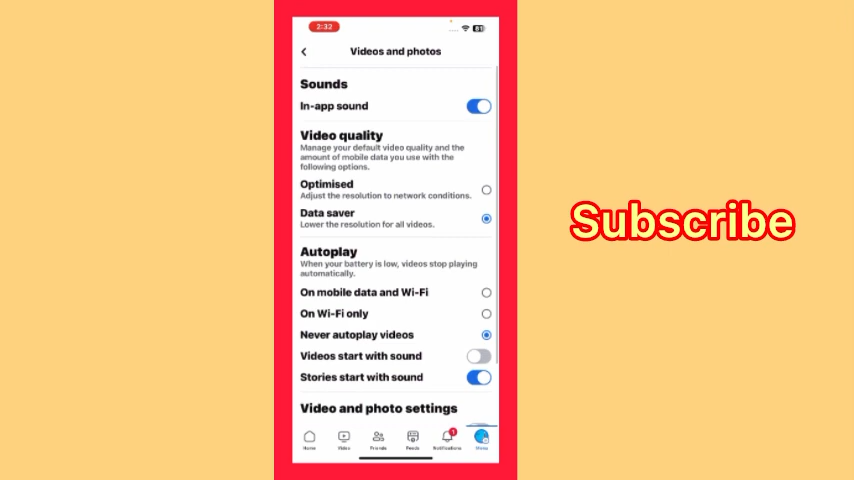 2:32
81
Videos and photos
Sounds
In-app sound
Video quality
Manage your default video quality and the
amount of mobile data you use with the
following options.
Optimised
Adjust the resolution to network conditions.
Data saver
Lower the resolution for all videos.
Autoplay
When your battery is low, videos stop playing
automatically.
On mobile data and Wi-Fi
On Wi-Fi only
Never autoplay videos
Videos start with sound
Stories start with sound
Video and photo settings
1
Home Video Friends Feeds Notifications Menu
Subscribe